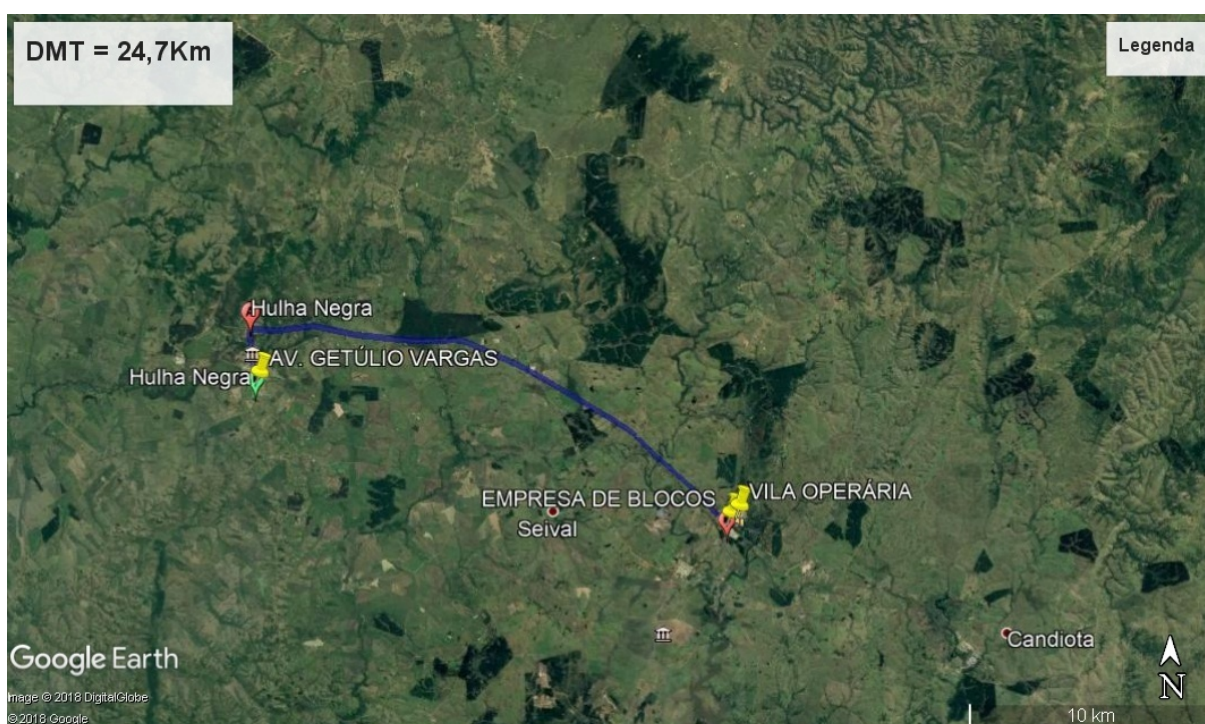 DMT = 24,7Km
Legenda
Hulha Negra
AV. GETÚLIO VARGAS
Hulha Negra
EMPRESA DE BLOCOS
VILA OPERÁRIA
Seival
Candiota
Google Earth
N
Image © 2018 DigitalGlobe
© 2018 Google
10 km